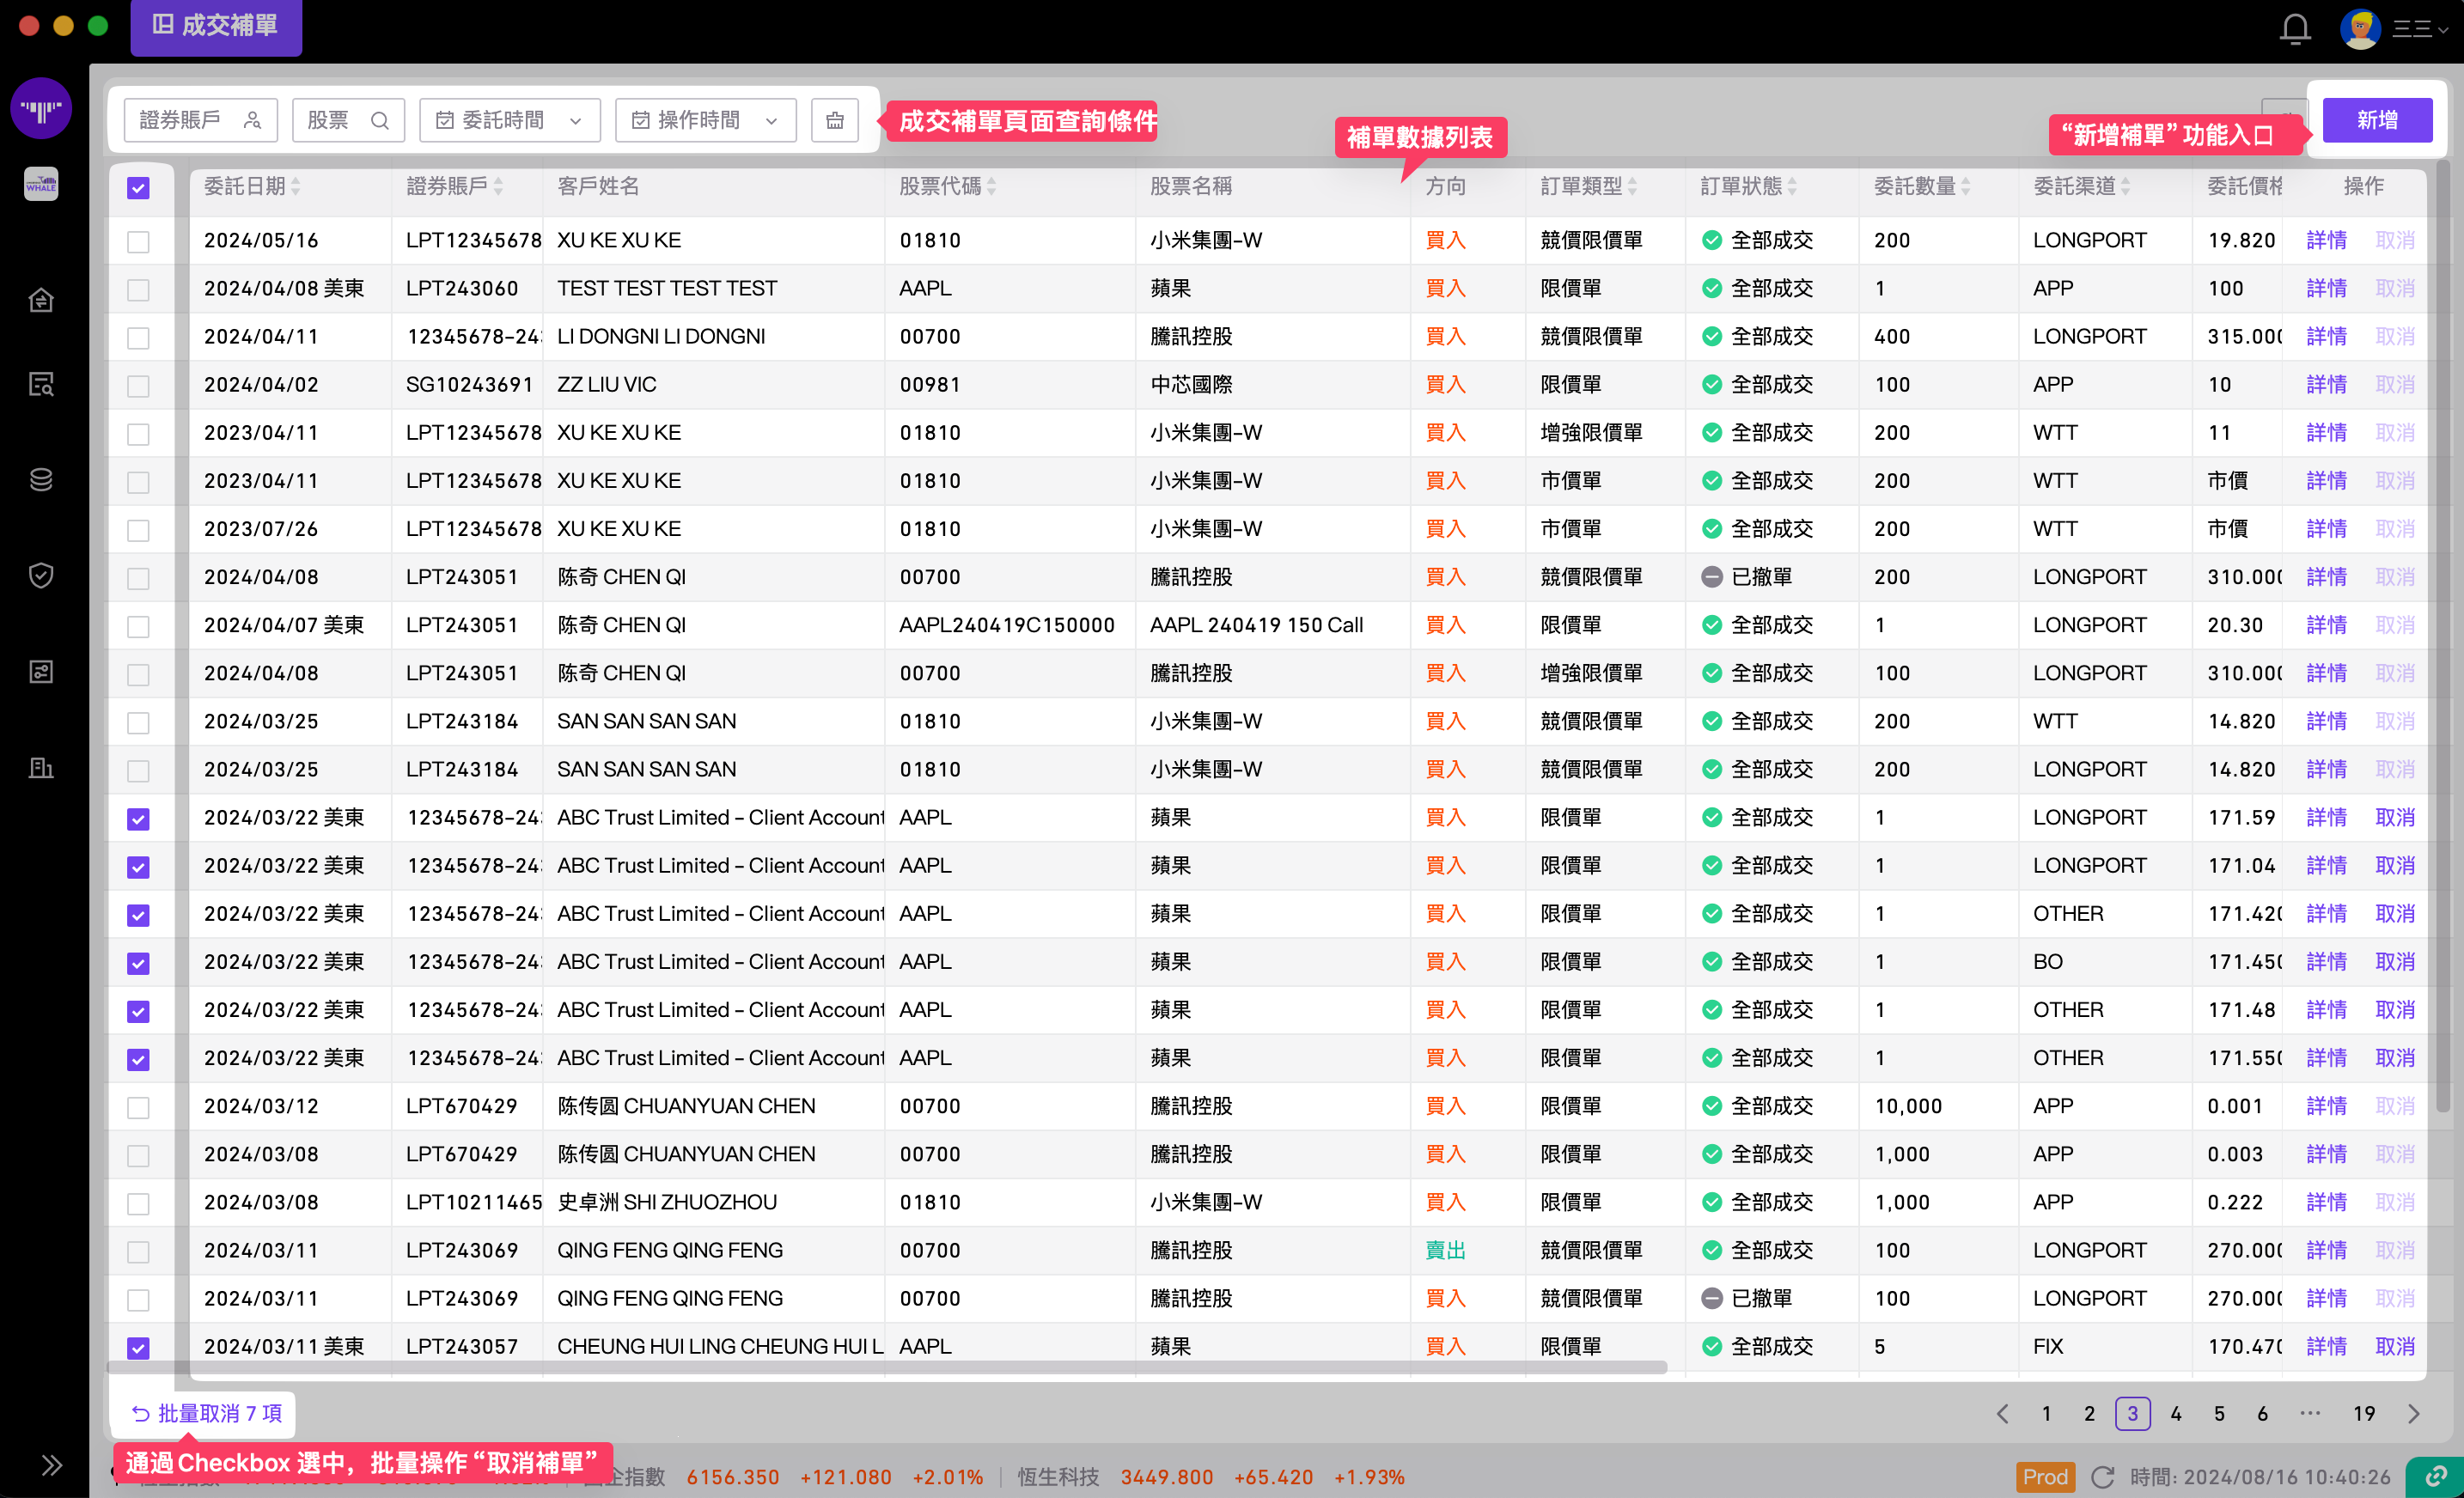 成交補單
三三
WHALE
證券賬戶 股票 委託時間 操作時間 成交補單頁面查詢條件 補單數據列表 “新增補單”功能入口 新增
委託日期 證券賬戶 客戶姓名 股票代碼 股票名稱 方向 訂單類型 訂單狀態 委託數量 委託渠道 委託價格 操作
2024/05/16 LPT12345678 XU KE XU KE 01810 小米集團-W 買入 競價限價單 全部成交 200 LONGPORT 19.820 詳情 取消
2024/04/08 美東 LPT243060 TEST TEST TEST TEST AAPL 蘋果 買入 限價單 全部成交 1 APP 100 詳情 取消
2024/04/11 12345678-24 LI DONGNI LI DONGNI 00700 騰訊控股 買入 競價限價單 全部成交 400 LONGPORT 315.000 詳情 取消
2024/04/02 SG10243691 ZZ LIU VIC 00981 中芯國際 買入 限價單 全部成交 100 APP 10 詳情 取消
2023/04/11 LPT12345678 XU KE XU KE 01810 小米集團-W 買入 增強限價單 全部成交 200 WTT 11 詳情 取消
2023/04/11 LPT12345678 XU KE XU KE 01810 小米集團-W 買入 市價單 全部成交 200 WTT 市價 詳情 取消
2023/07/26 LPT12345678 XU KE XU KE 01810 小米集團-W 買入 市價單 全部成交 200 WTT 市價 詳情 取消
2024/04/08 LPT243051 陈奇 CHEN QI 00700 騰訊控股 買入 競價限價單 已撤單 200 LONGPORT 310.000 詳情 取消
2024/04/07 美東 LPT243051 陈奇 CHEN QI AAPL240419C150000 AAPL 240419 150 Call 買入 限價單 全部成交 1 LONGPORT 20.30 詳情 取消
2024/04/08 LPT243051 陈奇 CHEN QI 00700 騰訊控股 買入 增強限價單 全部成交 100 LONGPORT 310.000 詳情 取消
2024/03/25 LPT243184 SAN SAN SAN SAN 01810 小米集團-W 買入 競價限價單 全部成交 200 WTT 14.820 詳情 取消
2024/03/25 LPT243184 SAN SAN SAN SAN 01810 小米集團-W 買入 競價限價單 全部成交 200 LONGPORT 14.820 詳情 取消
2024/03/22 美東 12345678-24 ABC Trust Limited - Client Account AAPL 蘋果 買入 限價單 全部成交 1 LONGPORT 171.59 詳情 取消
2024/03/22 美東 12345678-24 ABC Trust Limited - Client Account AAPL 蘋果 買入 限價單 全部成交 1 LONGPORT 171.04 詳情 取消
2024/03/22 美東 12345678-24 ABC Trust Limited - Client Account AAPL 蘋果 買入 限價單 全部成交 1 OTHER 171.420 詳情 取消
2024/03/22 美東 12345678-24 ABC Trust Limited - Client Account AAPL 蘋果 買入 限價單 全部成交 1 BO 171.450 詳情 取消
2024/03/22 美東 12345678-24 ABC Trust Limited - Client Account AAPL 蘋果 買入 限價單 全部成交 1 OTHER 171.48 詳情 取消
2024/03/22 美東 12345678-24 ABC Trust Limited - Client Account AAPL 蘋果 買入 限價單 全部成交 1 OTHER 171.550 詳情 取消
2024/03/12 LPT670429 陈传圆 CHUANYUAN CHEN 00700 騰訊控股 買入 限價單 全部成交 10,000 APP 0.001 詳情 取消
2024/03/08 LPT670429 陈传圆 CHUANYUAN CHEN 00700 騰訊控股 買入 限價單 全部成交 1,000 APP 0.003 詳情 取消
2024/03/08 LPT10211465 史卓洲 SHI ZHUOZHOU 01810 小米集團-W 買入 限價單 全部成交 1,000 APP 0.222 詳情 取消
2024/03/11 LPT243069 QING FENG QING FENG 00700 騰訊控股 賣出 競價限價單 全部成交 100 LONGPORT 270.000 詳情 取消
2024/03/11 LPT243069 QING FENG QING FENG 00700 騰訊控股 買入 競價限價單 已撤單 100 LONGPORT 270.000 詳情 取消
2024/03/11 美東 LPT243057 CHEUNG HUI LING CHEUNG HUI L AAPL 蘋果 買入 限價單 全部成交 5 FIX 170.470 詳情 取消
批量取消 7 項 1 2 3 4 5 6 ··· 19
通過 Checkbox 選中，批量操作“取消補單”
企指數 6156.350 +121.080 +2.01% 恆生科技 3449.800 +65.420 +1.93% Prod 時間: 2024/08/16 10:40:26